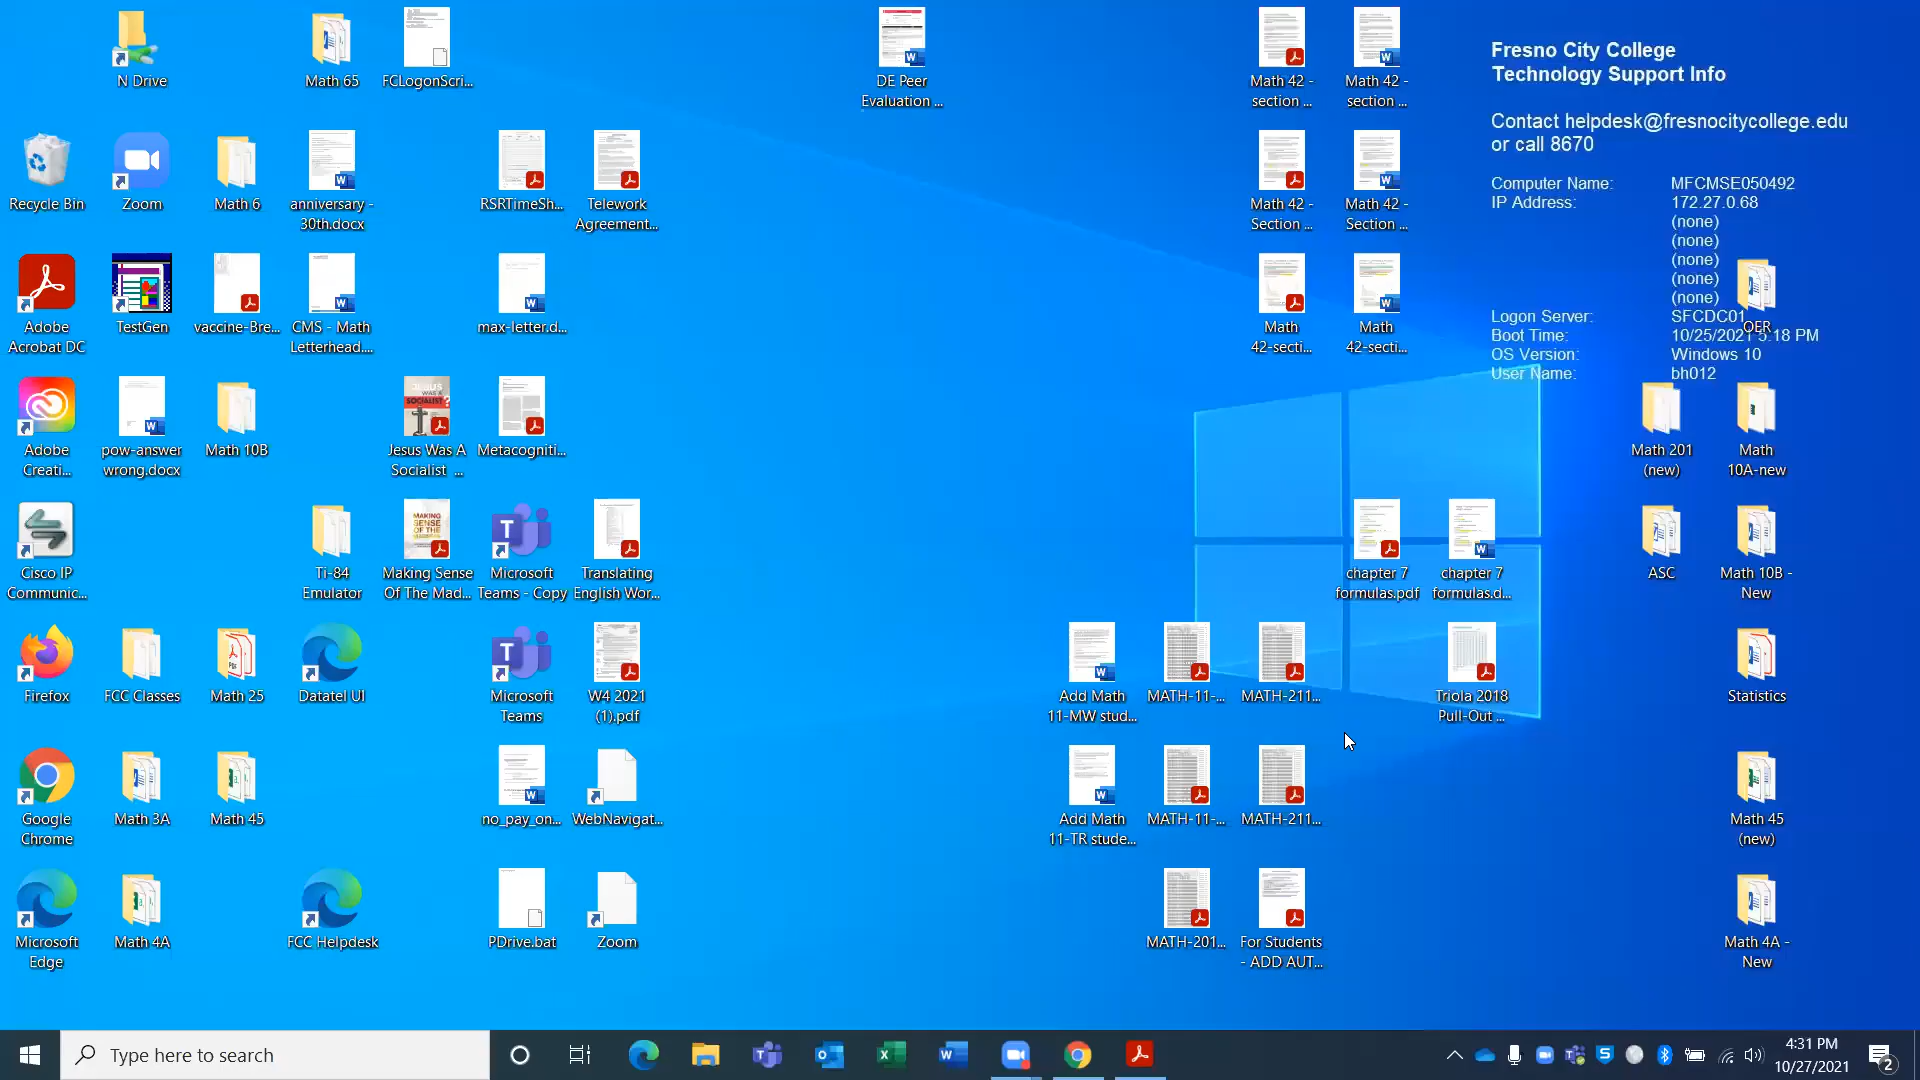 N Drive
Math 65
FCLogonScri...
DE Peer
Evaluation ...
Math 42 -
section ...
Math 42 -
section ...
Fresno City College
Technology Support Info
Contact helpdesk@fresnocitycollege.edu
or call 8670
Computer Name: MFCMSE050492
IP Address: 172.27.0.68
(none)
(none)
(none)
(none)
(none)
Logon Server: SFCDC01
Boot Time: 10/25/2021 5:18 PM
OS Version: Windows 10
User Name: bh012
Recycle Bin
Zoom
Math 6
anniversary -
30th.docx
RSRTimeSh...
Telework
Agreement...
Math 42 -
Section ...
Math 42 -
Section ...
Adobe
Acrobat DC
TestGen
vaccine-Bre...
CMS - Math
Letterhead....
max-letter.d...
Math
42-secti...
Math
42-secti...
OER
Adobe
Creati...
pow-answer
wrong.docx
Math 10B
JESUS
WAS A
SOCIALIST?
Jesus Was A
Socialist ...
Metacogniti...
Math 201
(new)
Math
10A-new
Cisco IP
Communic...
Ti-84
Emulator
MAKING
SENSE
OF THE
Making Sense
Of The Mad...
Microsoft
Teams - Copy
Translating
English Wor...
chapter 7
formulas.pdf
chapter 7
formulas.d...
ASC
Math 10B -
New
Firefox
FCC Classes
Math 25
Datatel UI
Microsoft
Teams
W4 2021
(1).pdf
Add Math
11-MW stud...
MATH-11-...
MATH-211...
Triola 2018
Pull-Out ...
Statistics
Google
Chrome
Math 3A
Math 45
no_pay_on...
WebNavigat...
Add Math
11-TR stude...
MATH-11-...
MATH-211...
Math 45
(new)
Microsoft
Edge
Math 4A
FCC Helpdesk
PDrive.bat
Zoom
MATH-201...
For Students
- ADD AUT...
Math 4A -
New
Type here to search
4:31 PM
10/27/2021
2